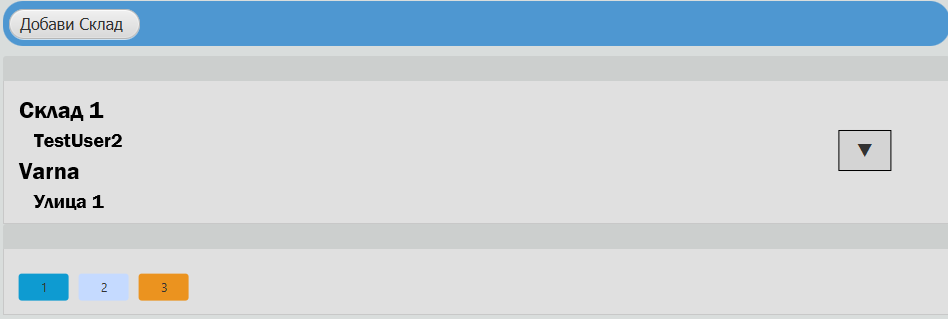 Добави Склад
Склад 1
TestUser2
Varna
Улица 1
1 2 3